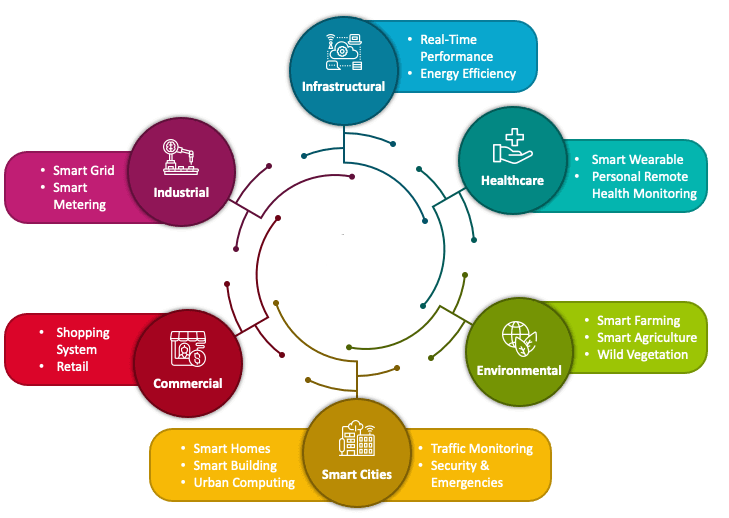 Infrastructural
• Real-Time
Performance
• Energy Efficiency
Healthcare
• Smart Wearable
• Personal Remote
Health Monitoring
Environmental
• Smart Farming
• Smart Agriculture
• Wild Vegetation
Smart Cities
• Smart Homes
• Smart Building
• Urban Computing
• Traffic Monitoring
• Security &
Emergencies
Commercial
• Shopping
System
• Retail
Industrial
• Smart Grid
• Smart
Metering